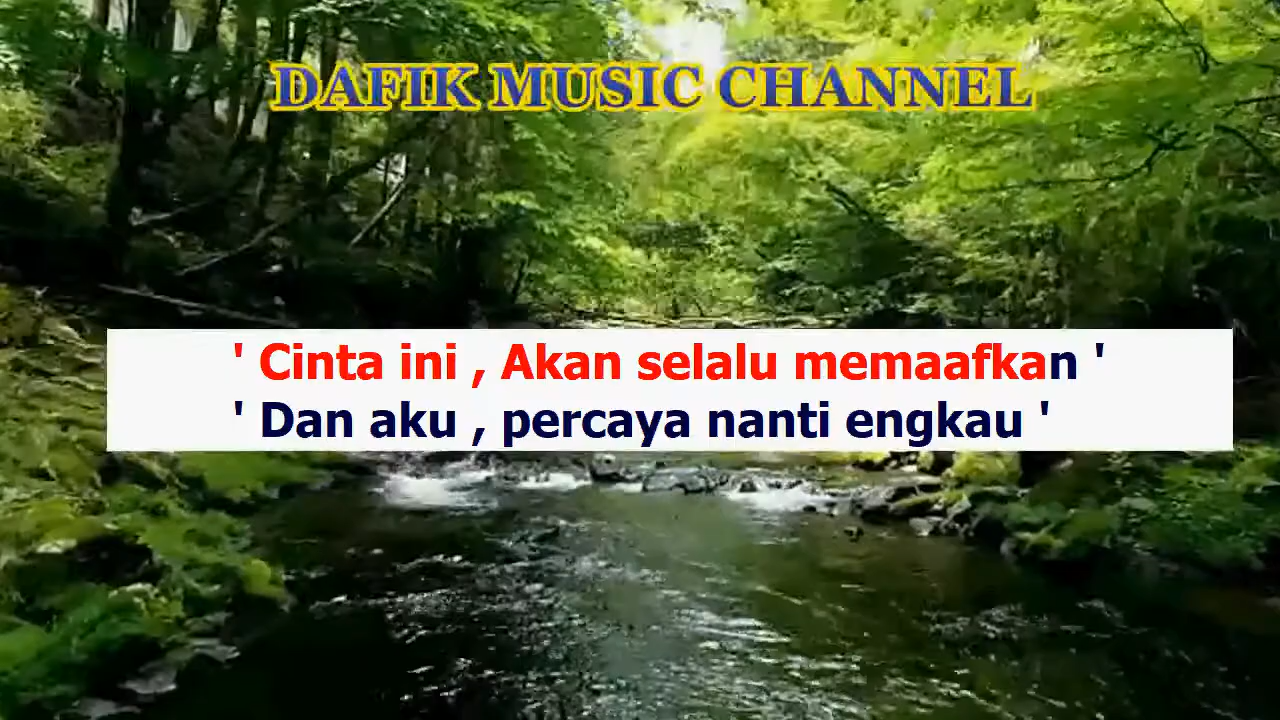 DAFIK MUSIC CHANNEL
' Cinta ini , Akan selalu memaafkan '
' Dan aku , percaya nanti engkau '